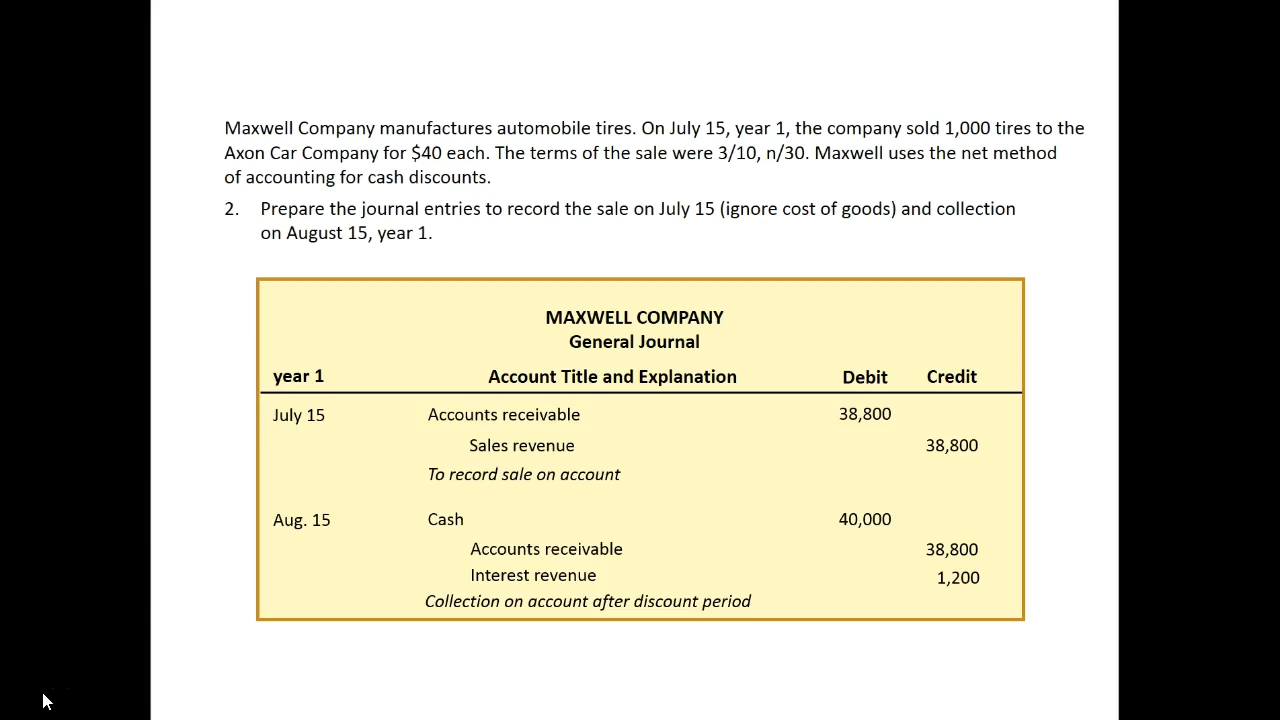 Maxwell Company manufactures automobile tires. On July 15, year 1, the company sold 1,000 tires to the
Axon Car Company for $40 each. The terms of the sale were 3/10, n/30. Maxwell uses the net method
of accounting for cash discounts.
2. Prepare the journal entries to record the sale on July 15 (ignore cost of goods) and collection
on August 15, year 1.
MAXWELL COMPANY
General Journal
year 1 Account Title and Explanation Debit Credit
July 15 Accounts receivable 38,800
Sales revenue 38,800
To record sale on account
Aug. 15 Cash 40,000
Accounts receivable 38,800
Interest revenue 1,200
Collection on account after discount period